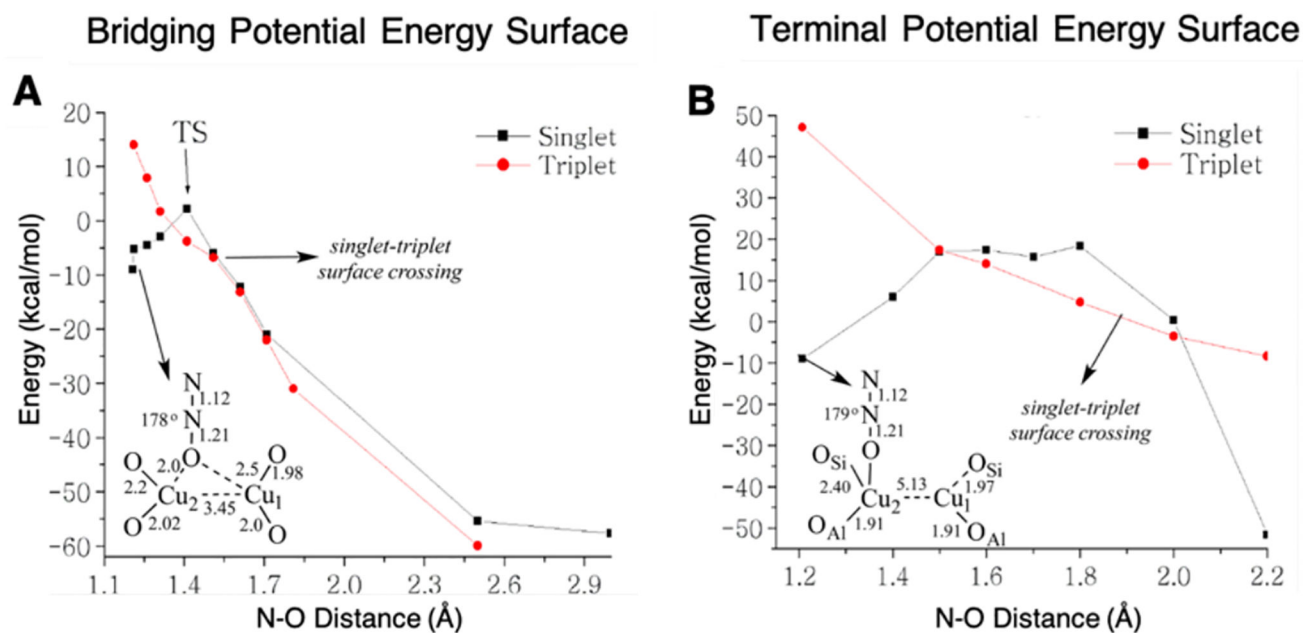 Bridging Potential Energy Surface
A
20
10
0
-10
-20
-30
-40
-50
-60
Energy (kcal/mol)
TS
Singlet
Triplet
singlet-triplet
surface crossing
N
1.12
178° N
1.21
O
O 2.0 2.5 O
2.2 1.98
Cu2 3.45 Cu1
O 2.02 2.0 O
1.1 1.4 1.7 2.0 2.3 2.6 2.9
N-O Distance (Å)
Terminal Potential Energy Surface
B
50
40
30
20
10
0
-10
-20
-30
-40
-50
Energy (kcal/mol)
Singlet
Triplet
singlet-triplet
surface crossing
N
1.12
179° N
1.21
OSi O OSi
2.40 5.13 1.97
Cu2 Cu1
OAl 1.91 1.91 OAl
1.2 1.4 1.6 1.8 2.0 2.2
N-O Distance (Å)